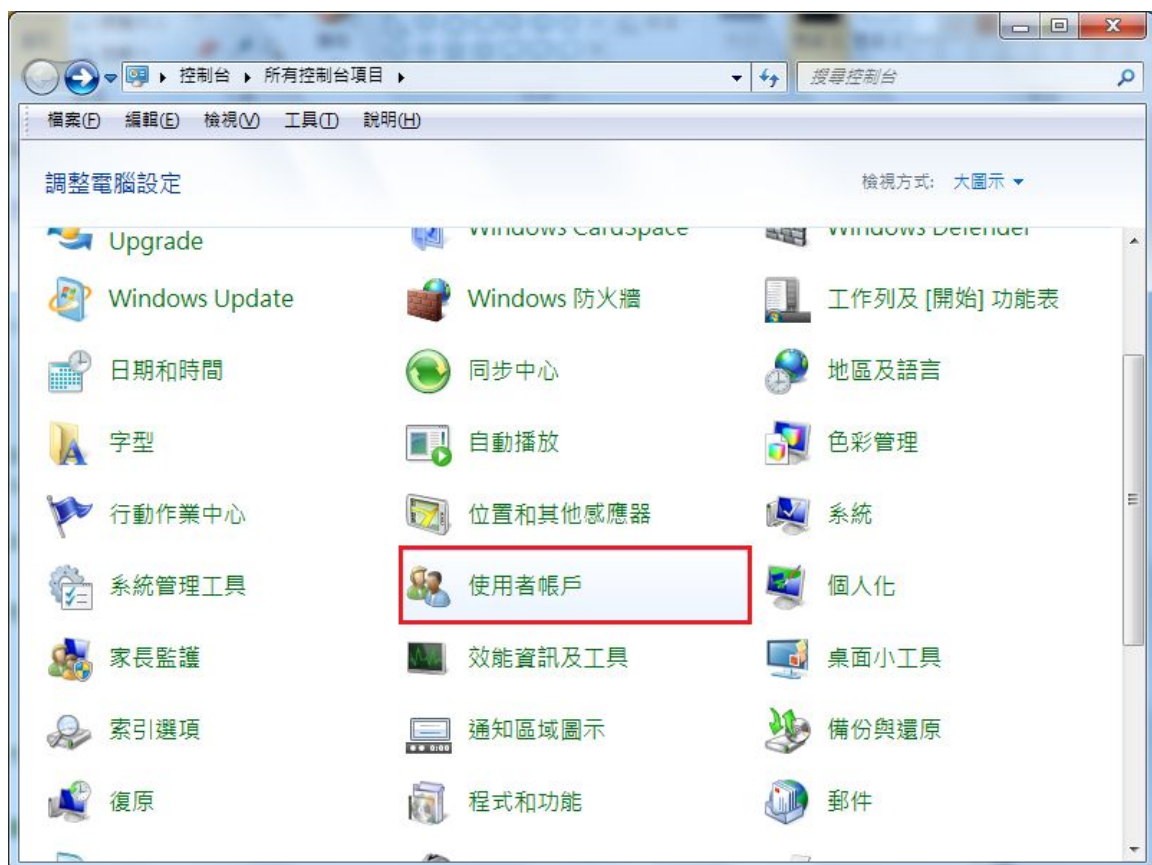 控制台 ▸ 所有控制台項目 ▸ 搜尋控制台
檔案(F) 編輯(E) 檢視(V) 工具(T) 說明(H)
調整電腦設定 檢視方式: 大圖示
Upgrade Windows CardSpace Windows Defender
Windows Update Windows 防火牆 工作列及 [開始] 功能表
日期和時間 同步中心 地區及語言
字型 自動播放 色彩管理
行動作業中心 位置和其他感應器 系統
系統管理工具 使用者帳戶 個人化
家長監護 效能資訊及工具 桌面小工具
索引選項 通知區域圖示 備份與還原
復原 程式和功能 郵件